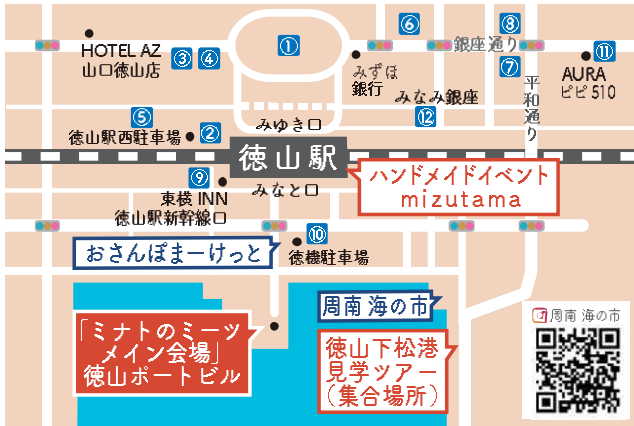 ①
⑥
⑧
銀座通り
HOTEL AZ
山口徳山店
③
④
みずほ
銀行
⑦
⑪
AURA
ピピ510
平和通り
みなみ銀座
⑫
⑤
徳山駅西駐車場
②
みゆき口
徳山駅
ハンドメイドイベント
mizutama
⑨
みなと口
東横INN
徳山駅新幹線口
⑩
徳機駐車場
おさんぽまーけっと
周南 海の市
周南 海の市
「ミナトのミーツ
メイン会場」
徳山ポートビル
徳山下松港
見学ツアー
(集合場所)